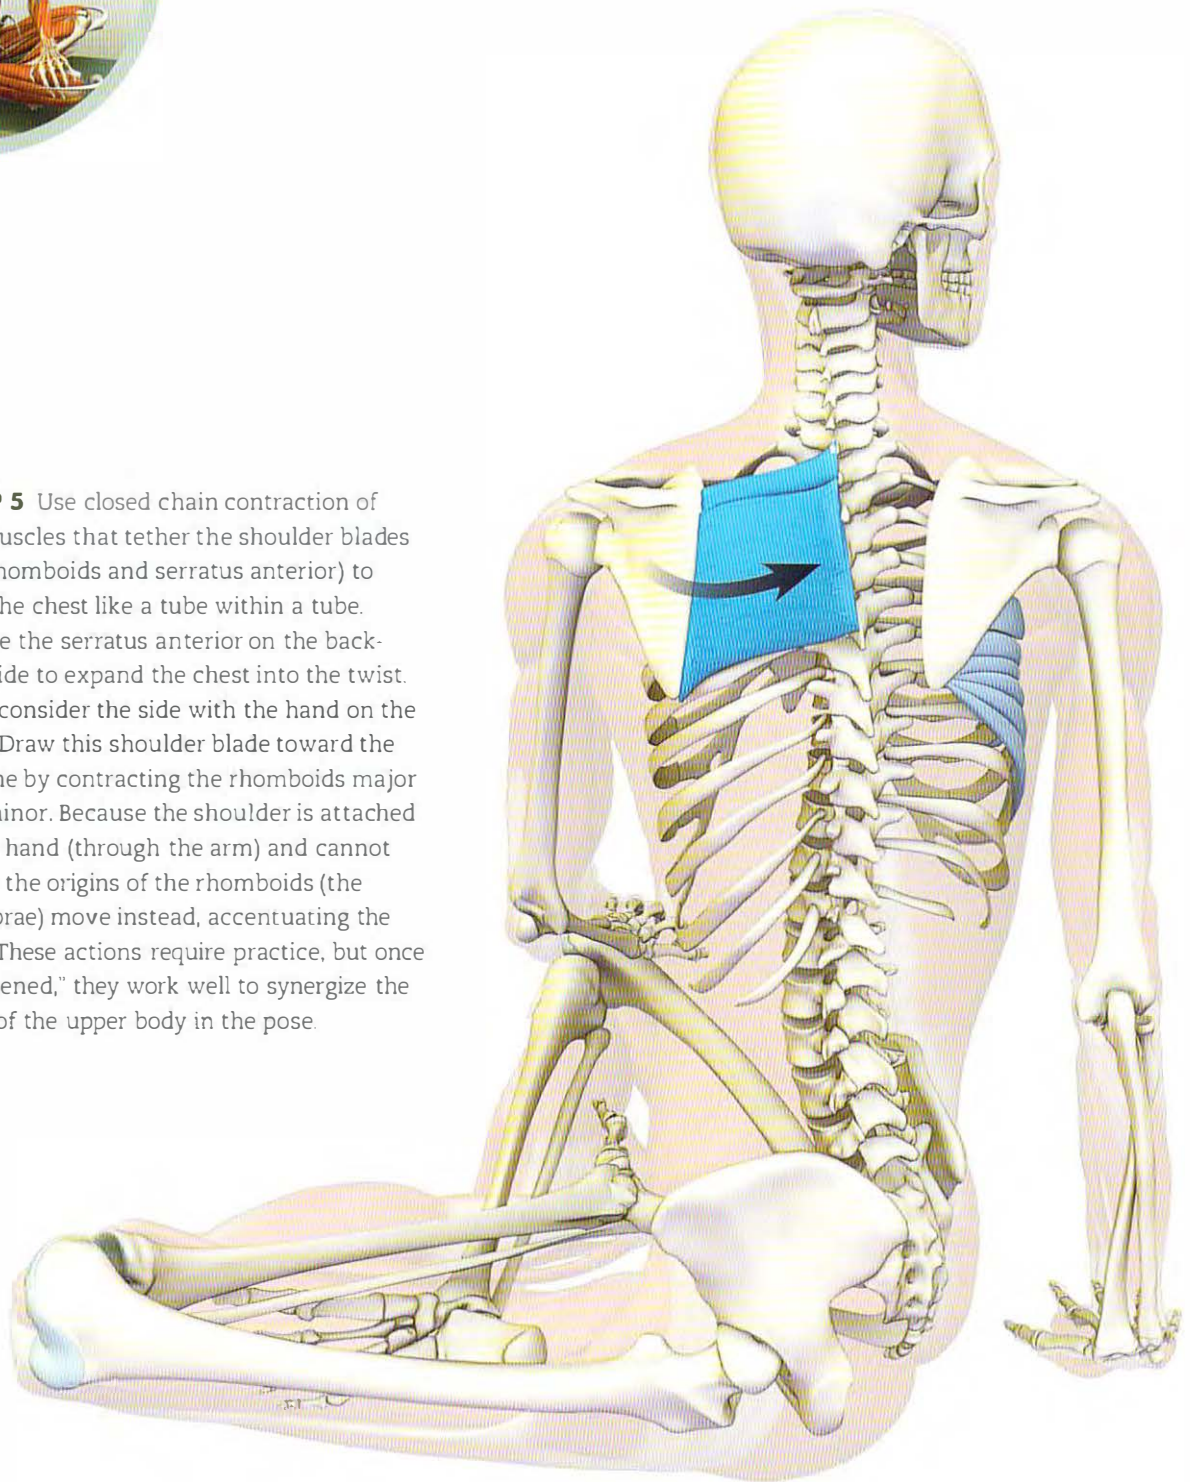 P 5 Use closed chain contraction of
uscles that tether the shoulder blades
homboids and serratus anterior) to
he chest like a tube within a tube.
e the serratus anterior on the back-
ide to expand the chest into the twist.
consider the side with the hand on the
Draw this shoulder blade toward the
ne by contracting the rhomboids major
inor. Because the shoulder is attached
hand (through the arm) and cannot
the origins of the rhomboids (the
brae) move instead, accentuating the
These actions require practice, but once
ened," they work well to synergize the
of the upper body in the pose.